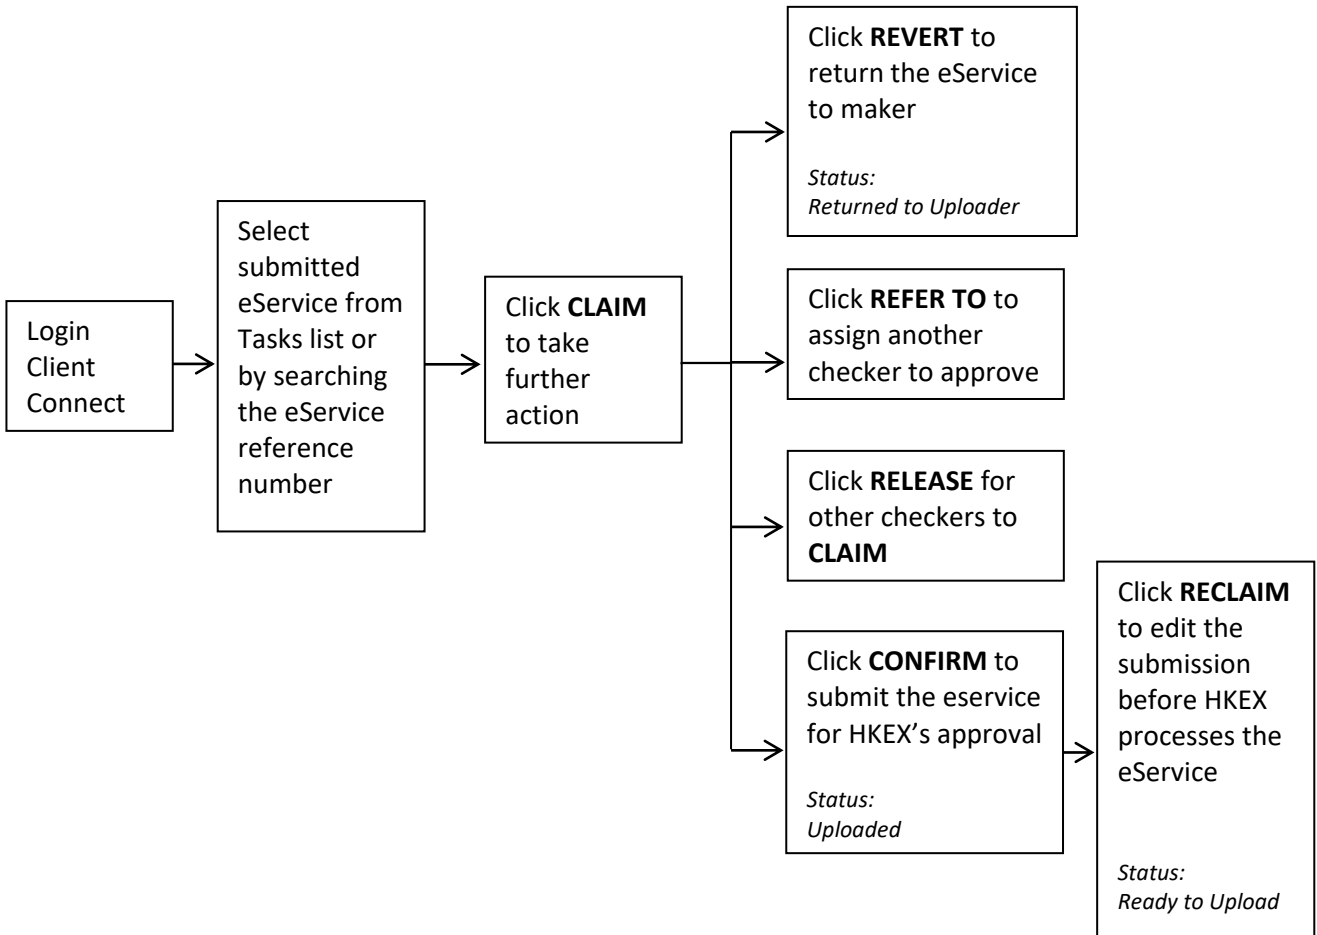 Login
Client
Connect
Select
submitted
eService from
Tasks list or
by searching
the eService
reference
number
Click CLAIM
to take
further
action
Click REVERT to
return the eService
to maker
Status:
Returned to Uploader
Click REFER TO to
assign another
checker to approve
Click RELEASE for
other checkers to
CLAIM
Click CONFIRM to
submit the eservice
for HKEX’s approval
Status:
Uploaded
Click RECLAIM
to edit the
submission
before HKEX
processes the
eService
Status:
Ready to Upload